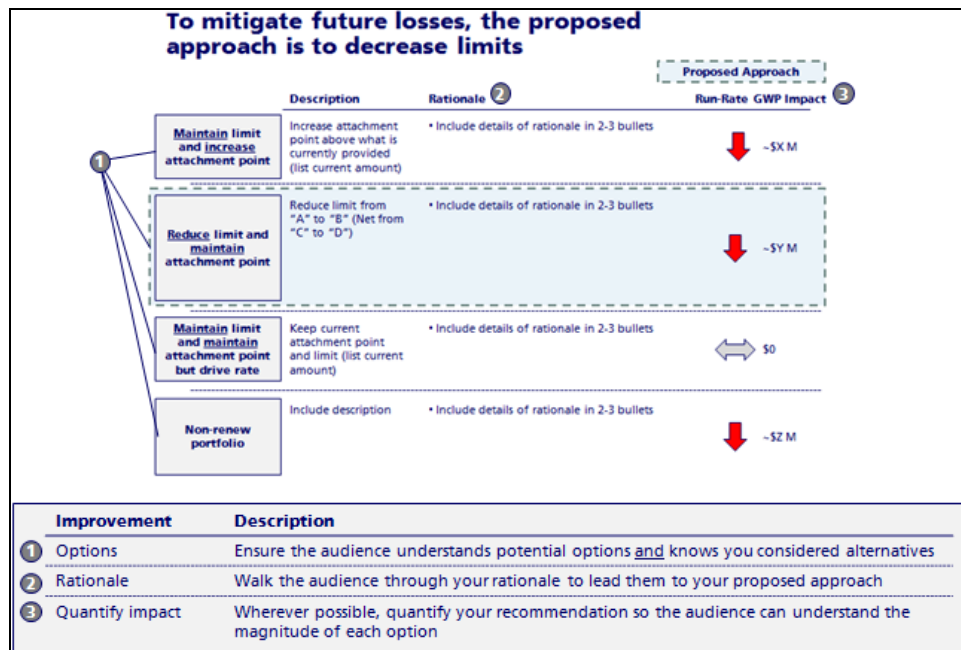 To mitigate future losses, the proposed
approach is to decrease limits
Proposed Approach
Description
Rationale 2
Run-Rate GWP Impact 3
1
Maintain limit
and increase
attachment point
Increase attachment
point above what is
currently provided
(list current amount)
• Include details of rationale in 2-3 bullets
~$X M
Reduce limit and
maintain
attachment point
Reduce limit from
"A" to "B" (Net from
"C" to "D")
• Include details of rationale in 2-3 bullets
~$Y M
Maintain limit
and maintain
attachment point
but drive rate
Keep current
attachment point
and limit (list current
amount)
• Include details of rationale in 2-3 bullets
$0
Non-renew
portfolio
Include description
• Include details of rationale in 2-3 bullets
~$Z M
Improvement Description
1 Options Ensure the audience understands potential options and knows you considered alternatives
2 Rationale Walk the audience through your rationale to lead them to your proposed approach
3 Quantify impact Wherever possible, quantify your recommendation so the audience can understand the
magnitude of each option